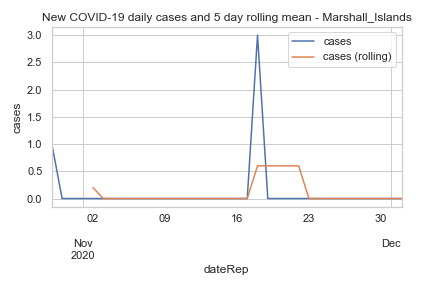 New COVID-19 daily cases and 5 day rolling mean - Marshall_Islands
cases
cases (rolling)
3.0
2.5
2.0
1.5
1.0
0.5
0.0
cases
02 09 16 23 30
Nov Dec
2020
dateRep